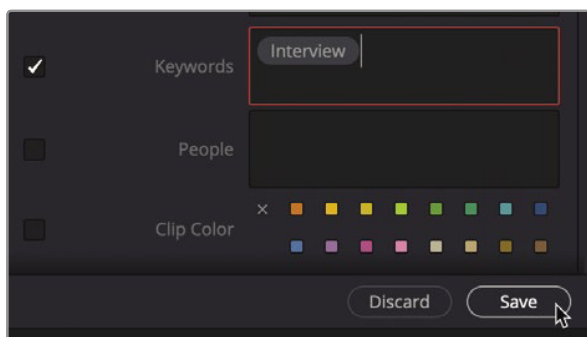 Keywords
Interview
People
Clip Color
Discard
Save